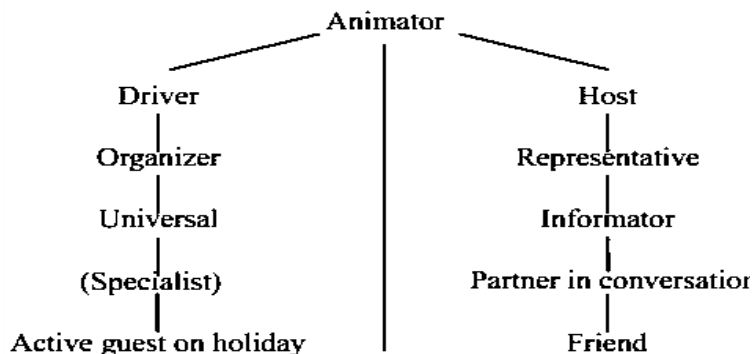 Animator
Driver
Host
Organizer
Representative
Universal
Informator
(Specialist)
Partner in conversation
Active guest on holiday
Friend